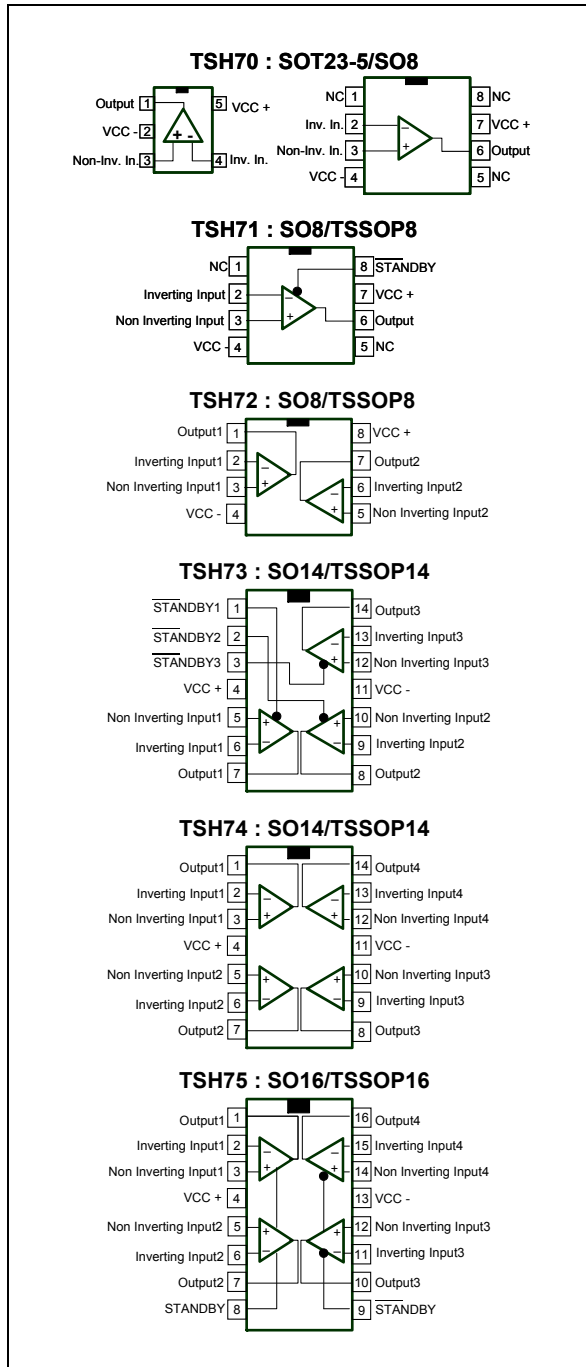 TSH70 : SOT23-5/SO8
Output 1 5 VCC +
VCC - 2
Non-Inv. In. 3 4 Inv. In.
+ -
NC 1 8 NC
Inv. In. 2 7 VCC +
Non-Inv. In. 3 6 Output
VCC - 4 5 NC
_
+
TSH71 : SO8/TSSOP8
NC 1 8 STANDBY
Inverting Input 2 7 VCC +
Non Inverting Input 3 6 Output
VCC - 4 5 NC
_
+
TSH72 : SO8/TSSOP8
Output1 1 8 VCC +
Inverting Input1 2 7 Output2
Non Inverting Input1 3 6 Inverting Input2
VCC - 4 5 Non Inverting Input2
_ _
+ +
TSH73 : SO14/TSSOP14
STANDBY1 1 14 Output3
STANDBY2 2 13 Inverting Input3
STANDBY3 3 12 Non Inverting Input3
VCC + 4 11 VCC -
Non Inverting Input1 5 10 Non Inverting Input2
Inverting Input1 6 9 Inverting Input2
Output1 7 8 Output2
_
+
+ +
_ _
TSH74 : SO14/TSSOP14
Output1 1 14 Output4
Inverting Input1 2 13 Inverting Input4
Non Inverting Input1 3 12 Non Inverting Input4
VCC + 4 11 VCC -
Non Inverting Input2 5 10 Non Inverting Input3
Inverting Input2 6 9 Inverting Input3
Output2 7 8 Output3
_ _
+ +
+ +
_ _
TSH75 : SO16/TSSOP16
Output1 1 16 Output4
Inverting Input1 2 15 Inverting Input4
Non Inverting Input1 3 14 Non Inverting Input4
VCC + 4 13 VCC -
Non Inverting Input2 5 12 Non Inverting Input3
Inverting Input2 6 11 Inverting Input3
Output2 7 10 Output3
STANDBY 8 9 STANDBY
_ _
+ +
+ +
_ _